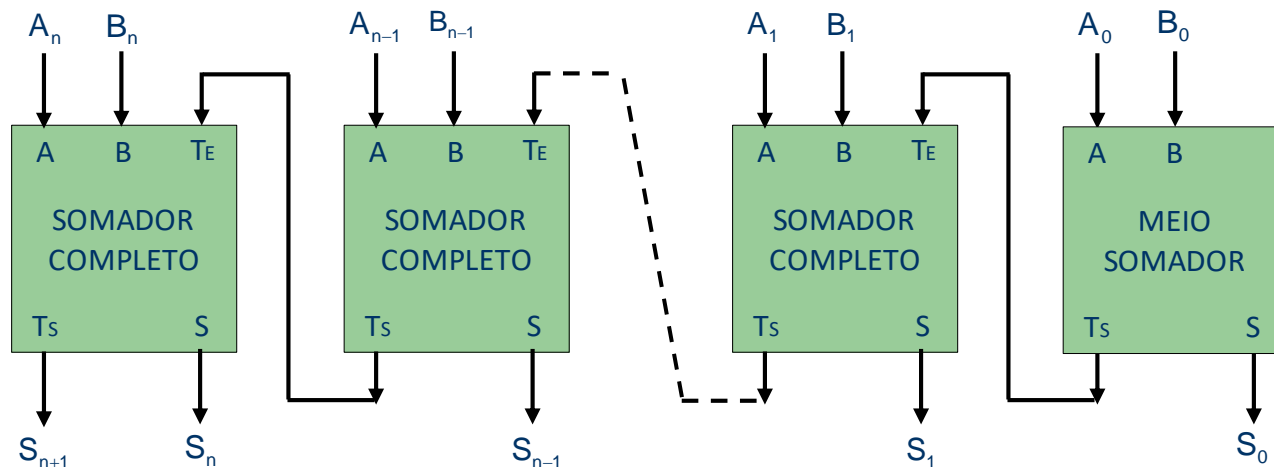 Aₙ Bₙ Aₙ₋₁ Bₙ₋₁ A₁ B₁ A₀ B₀
A B TE A B TE A B TE A B
SOMADOR SOMADOR SOMADOR MEIO
COMPLETO COMPLETO COMPLETO SOMADOR
TS S TS S TS S TS S
Sₙ₊₁ Sₙ Sₙ₋₁ S₁ S₀